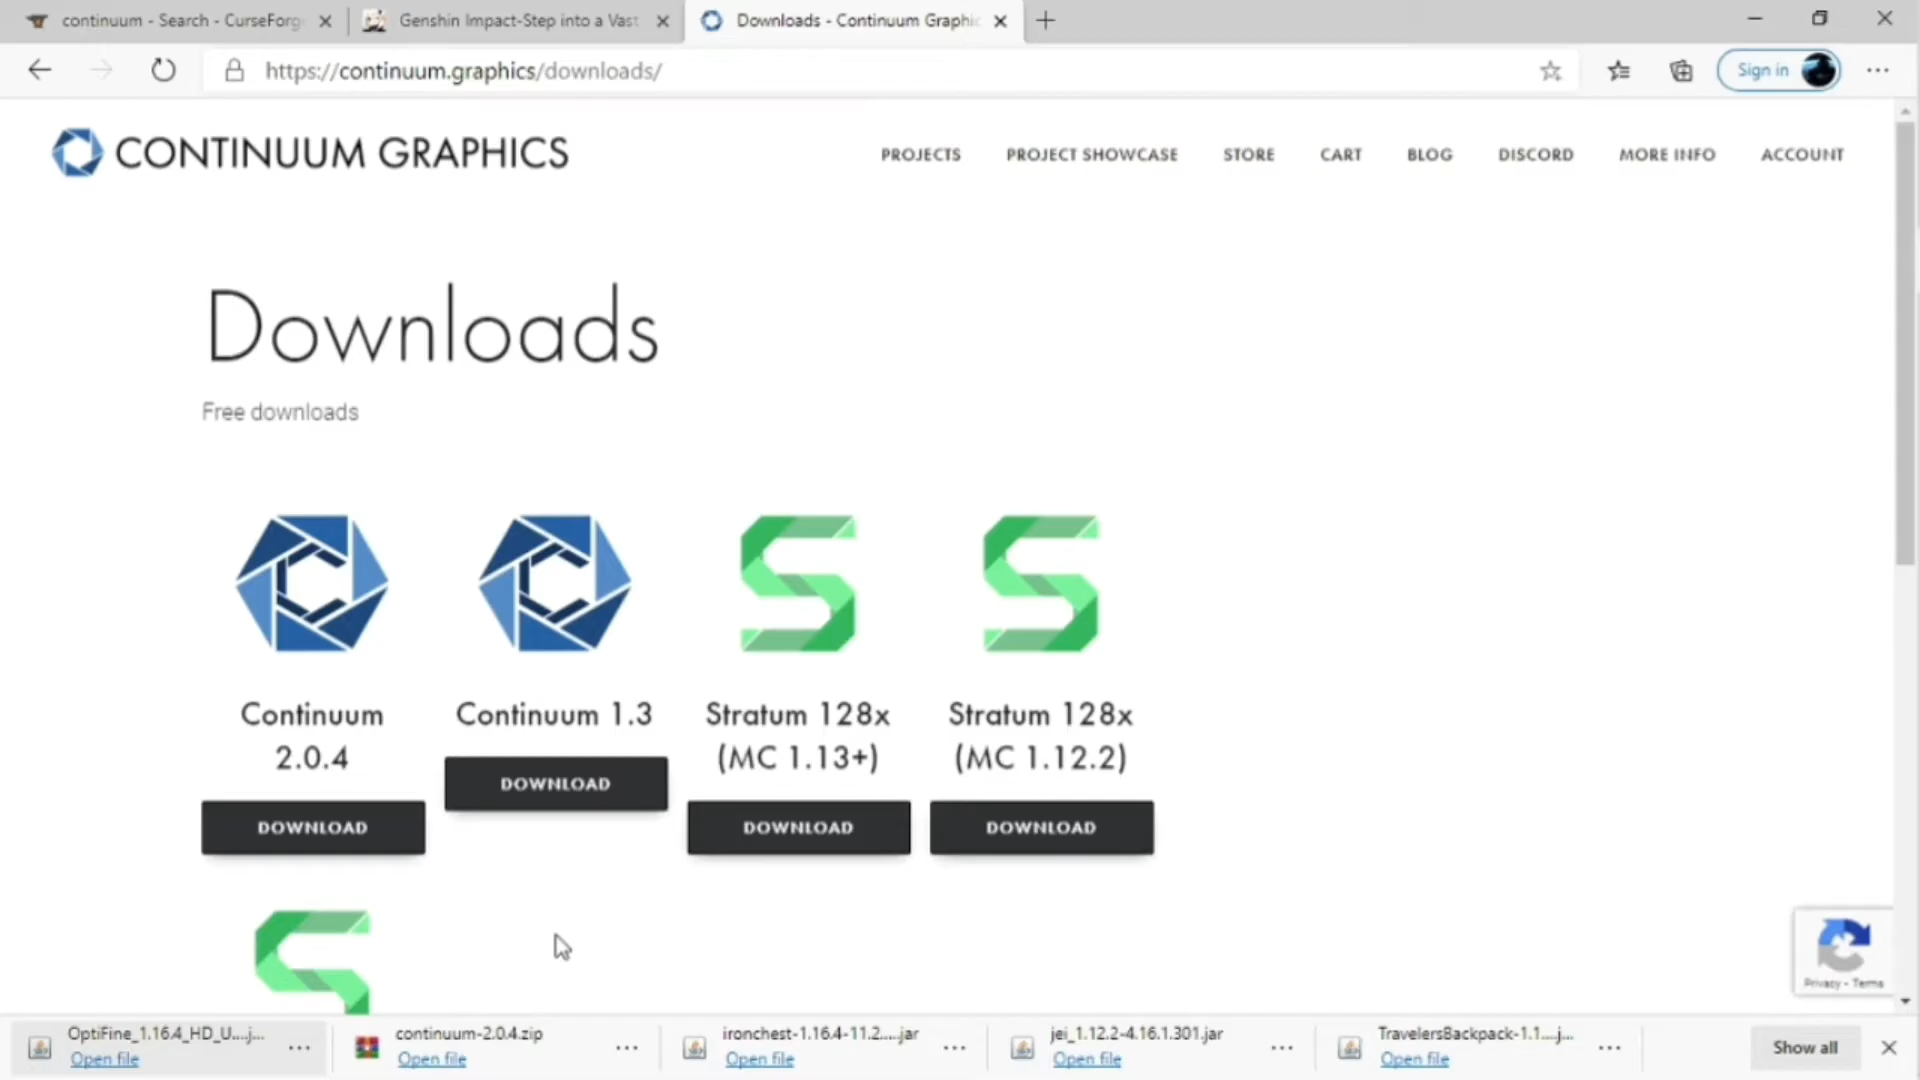 continuum - Search - CurseForg
Genshin Impact-Step into a Vast
Downloads - Continuum Graphic
https://continuum.graphics/downloads/
Sign in
CONTINUUM GRAPHICS
PROJECTS
PROJECT SHOWCASE
STORE
CART
BLOG
DISCORD
MORE INFO
ACCOUNT
Downloads
Free downloads
Continuum
2.0.4
DOWNLOAD
Continuum 1.3
DOWNLOAD
Stratum 128x
(MC 1.13+)
DOWNLOAD
Stratum 128x
(MC 1.12.2)
DOWNLOAD
Privacy - Terms
OptiFine_1.16.4_HD_U....j...
Open file
continuum-2.0.4.zip
Open file
ironchest-1.16.4-11.2....jar
Open file
jei_1.12.2-4.16.1.301.jar
Open file
TravelersBackpack-1.1....j...
Open file
Show all